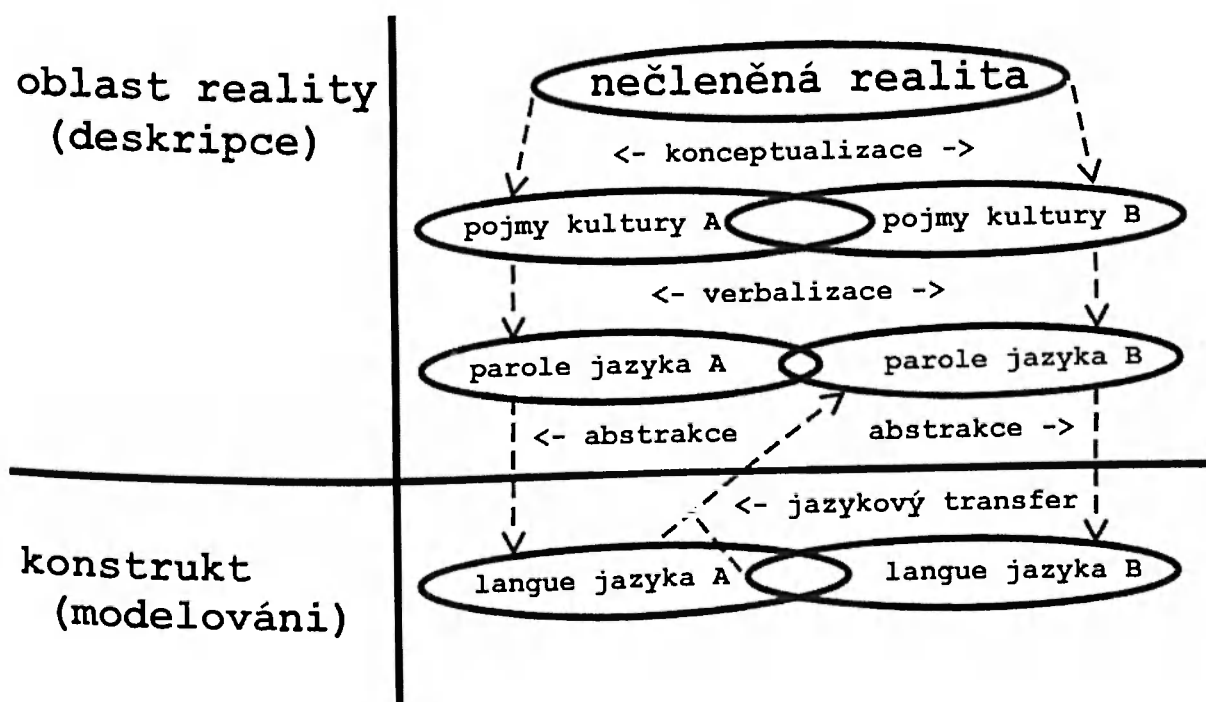 oblast reality
(deskripce)
nečleněná realita
<- konceptualizace ->
pojmy kultury A
pojmy kultury B
<- verbalizace ->
parole jazyka A
parole jazyka B
<- abstrakce
abstrakce ->
<- jazykový transfer
konstrukt
(modelováni)
langue jazyka A
langue jazyka B